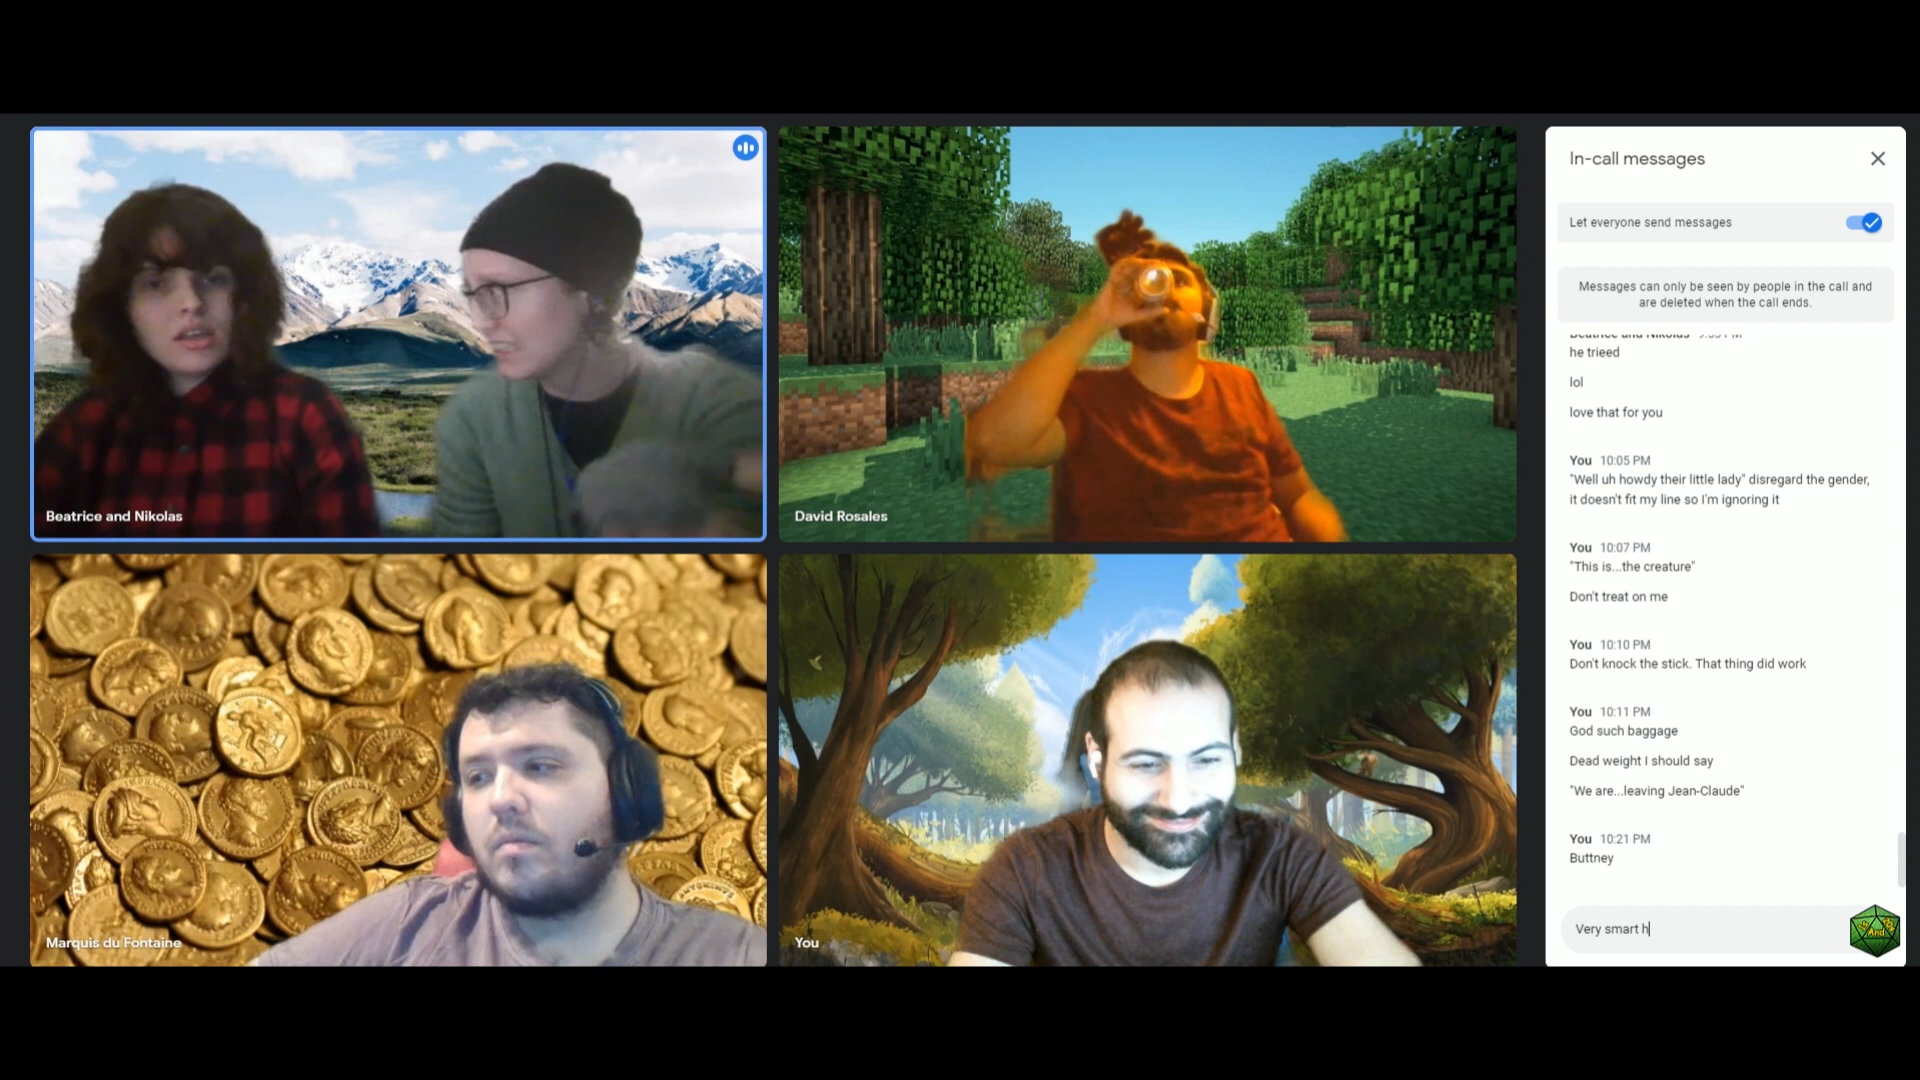 Beatrice and Nikolas
David Rosales
Marquis du Fontaine
You
In-call messages
Let everyone send messages
Messages can only be seen by people in the call and
are deleted when the call ends.
Beatrice and Nikolas
he trieed
lol
love that for you
You 10:05 PM
"Well uh howdy their little lady" disregard the gender,
it doesn't fit my line so I'm ignoring it
You 10:07 PM
"This is...the creature"
Don't treat on me
You 10:10 PM
Don't knock the stick. That thing did work
You 10:11 PM
God such baggage
Dead weight I should say
"We are...leaving Jean-Claude"
You 10:21 PM
Buttney
Very smart h
And